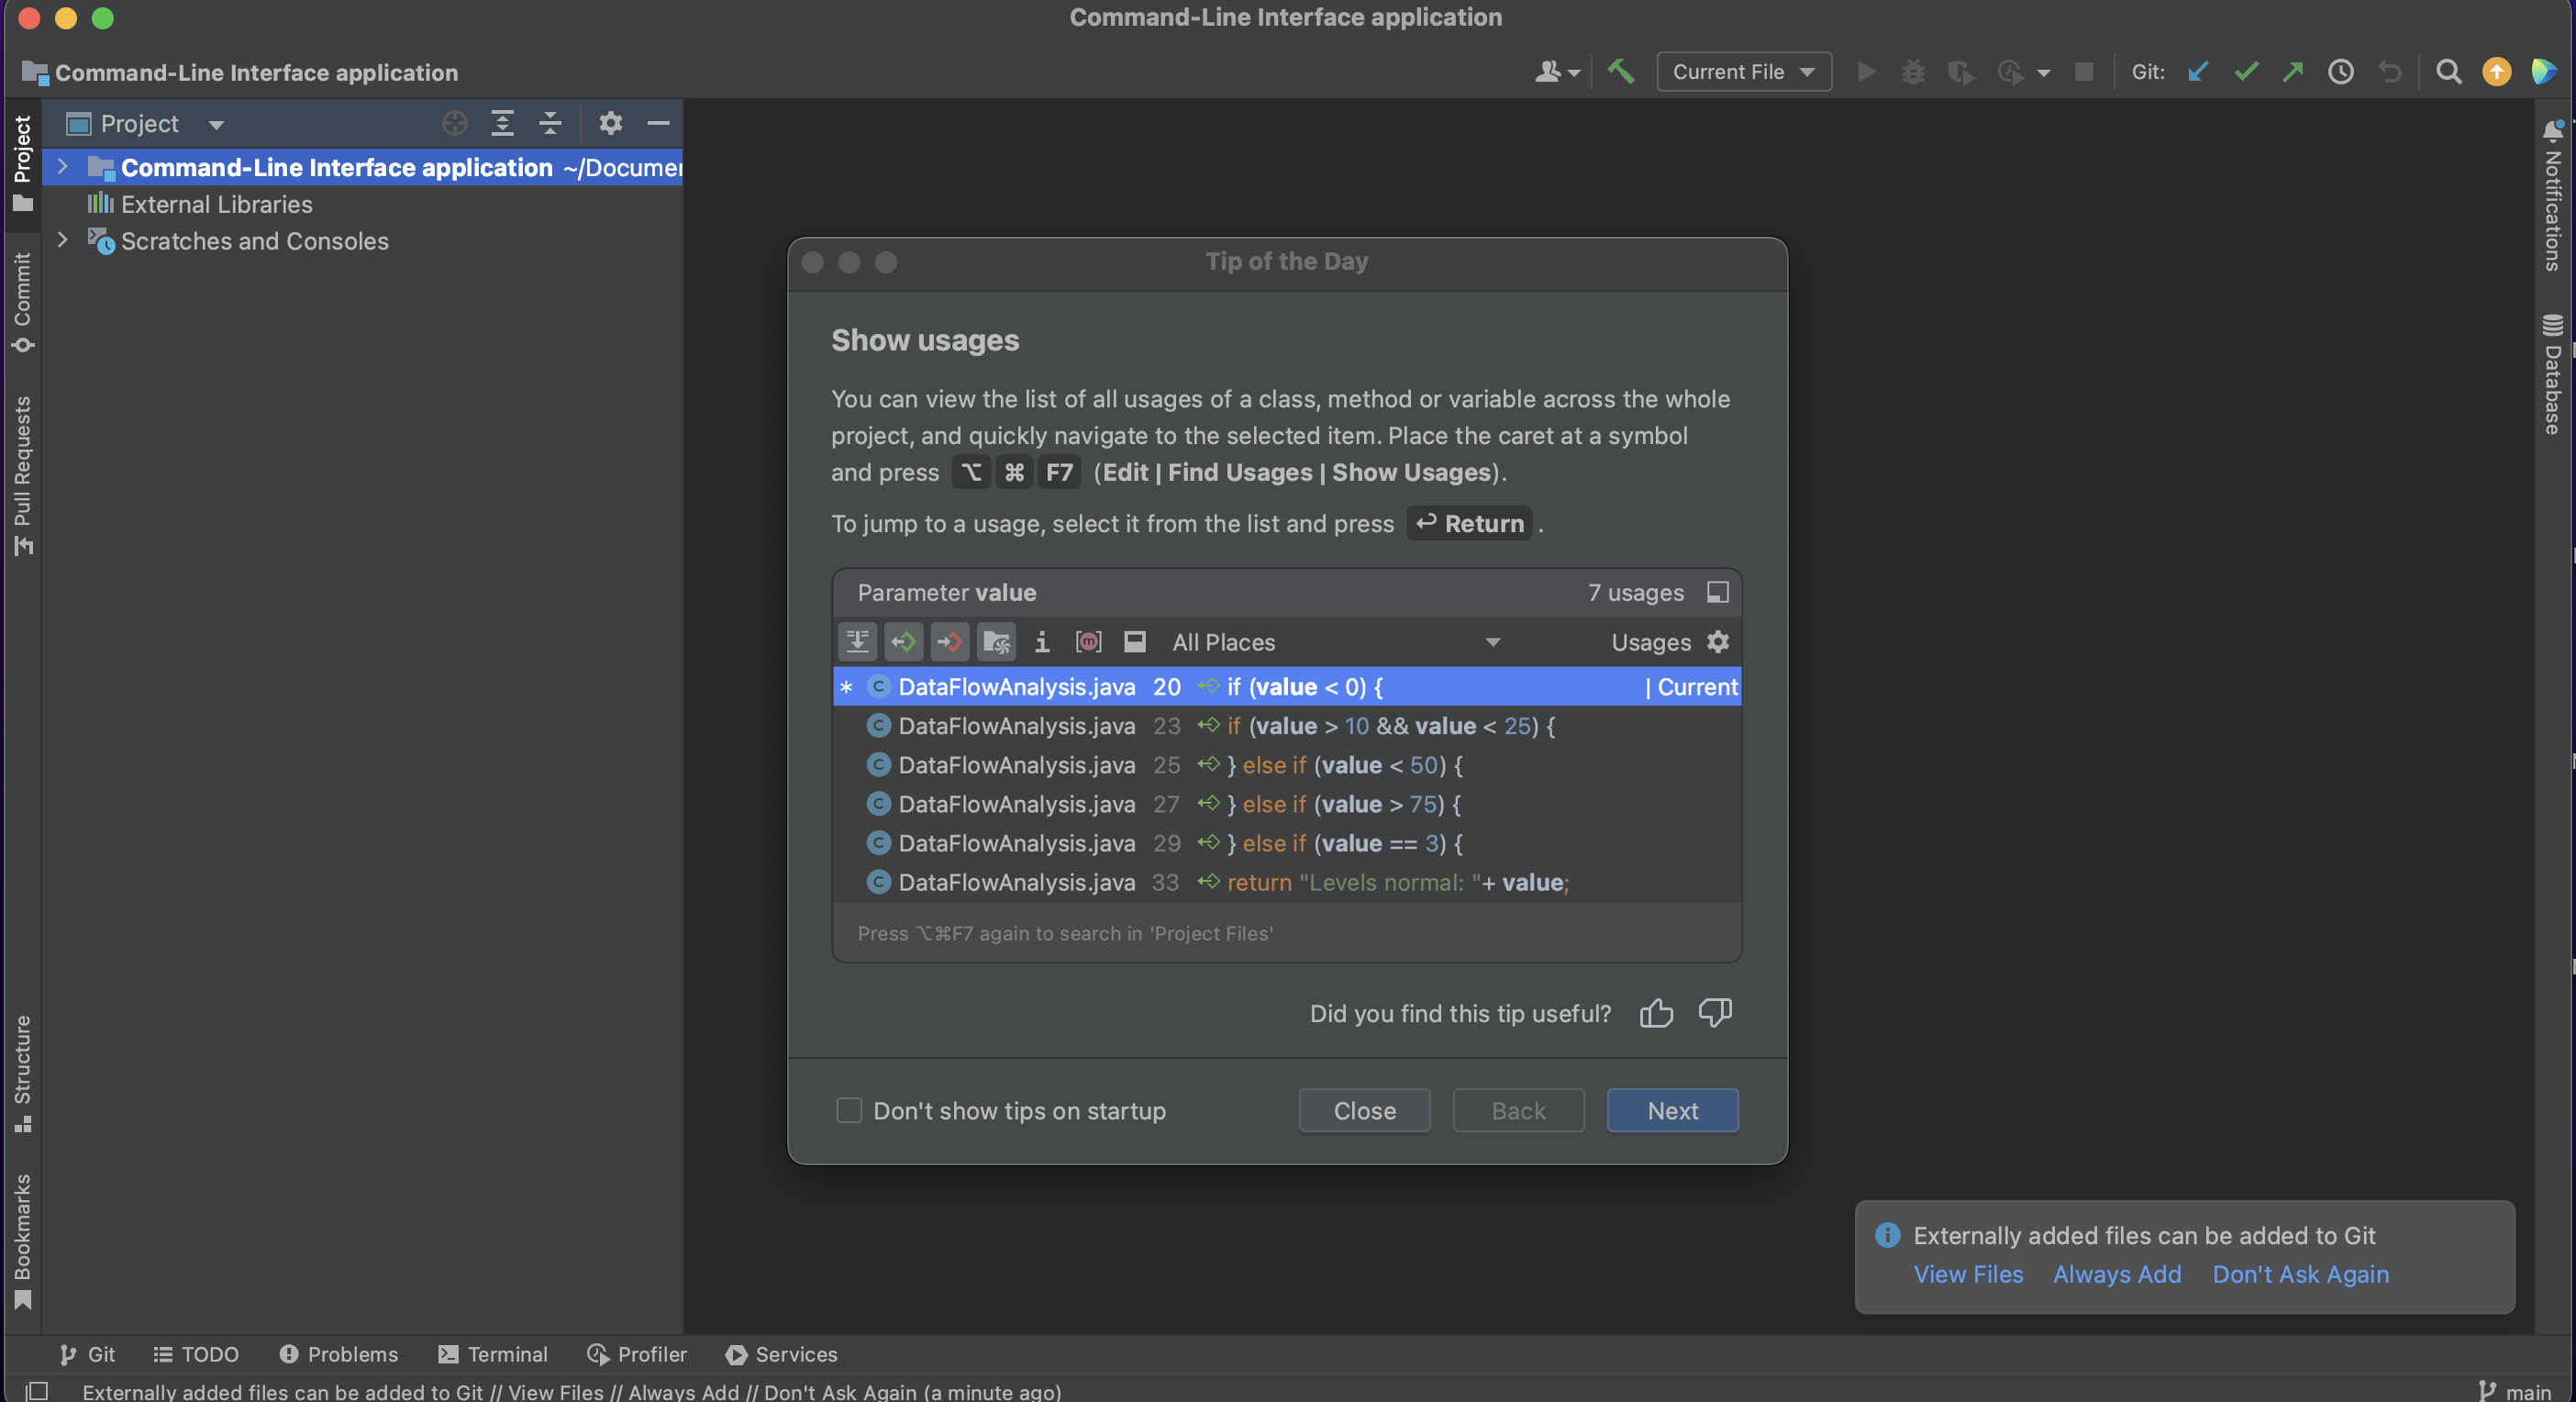 Command-Line Interface application
Command-Line Interface application
Current File
Git:
Project
Project
Command-Line Interface application ~/Documen
External Libraries
Scratches and Consoles
Commit
Pull Requests
Structure
Bookmarks
Notifications
Database
Tip of the Day
Show usages
You can view the list of all usages of a class, method or variable across the whole
project, and quickly navigate to the selected item. Place the caret at a symbol
and press ⌥ ⌘ F7 (Edit | Find Usages | Show Usages).
To jump to a usage, select it from the list and press ↩ Return .
Parameter value 7 usages
All Places Usages
* C DataFlowAnalysis.java 20 if (value < 0) { | Current
C DataFlowAnalysis.java 23 if (value > 10 && value < 25) {
C DataFlowAnalysis.java 25 } else if (value < 50) {
C DataFlowAnalysis.java 27 } else if (value > 75) {
C DataFlowAnalysis.java 29 } else if (value == 3) {
C DataFlowAnalysis.java 33 return "Levels normal: "+ value;
Press ⌥⌘F7 again to search in 'Project Files'
Did you find this tip useful?
Don't show tips on startup
Close
Back
Next
Externally added files can be added to Git
View Files Always Add Don't Ask Again
Git TODO Problems Terminal Profiler Services
Externally added files can be added to Git // View Files // Always Add // Don't Ask Again (a minute ago)
main